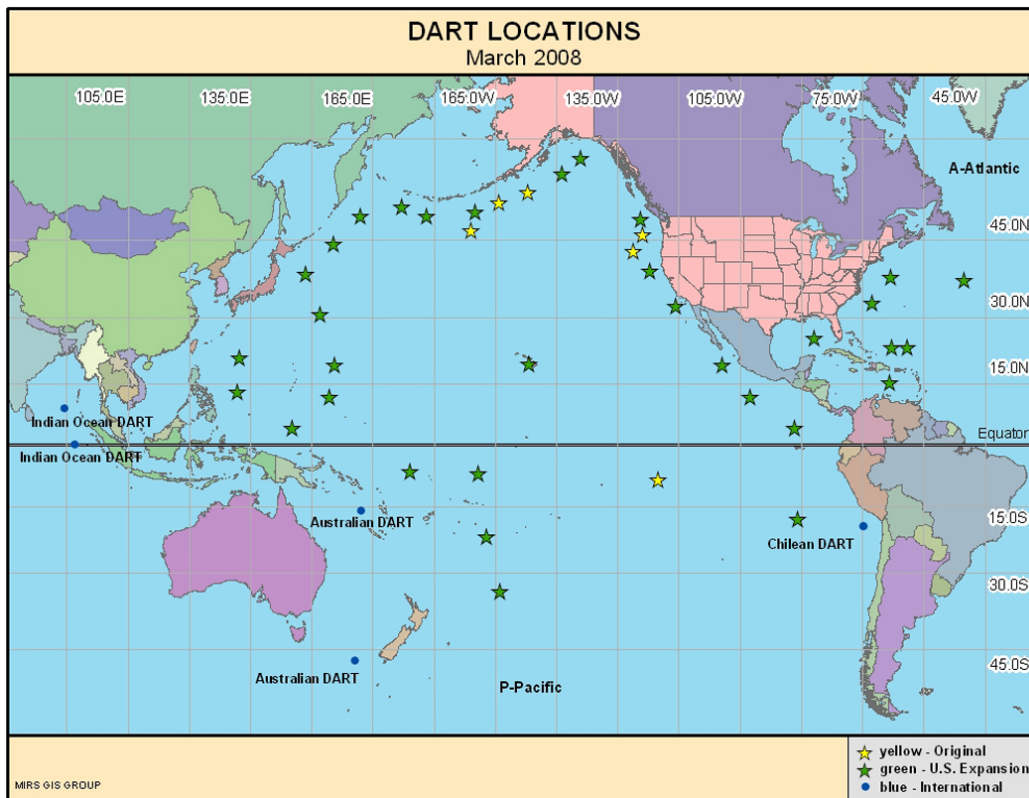 DART LOCATIONS
March 2008
105.0E 135.0E 165.0E 165.0W 135.0W 105.0W 75.0W 45.0W
A-Atlantic
45.0N
30.0N
15.0N
Indian Ocean DART
Equator
Indian Ocean DART
15.0S
Australian DART
Chilean DART
30.0S
45.0S
Australian DART
P-Pacific
yellow - Original
green - U.S. Expansion
blue - International
MIRS GIS GROUP